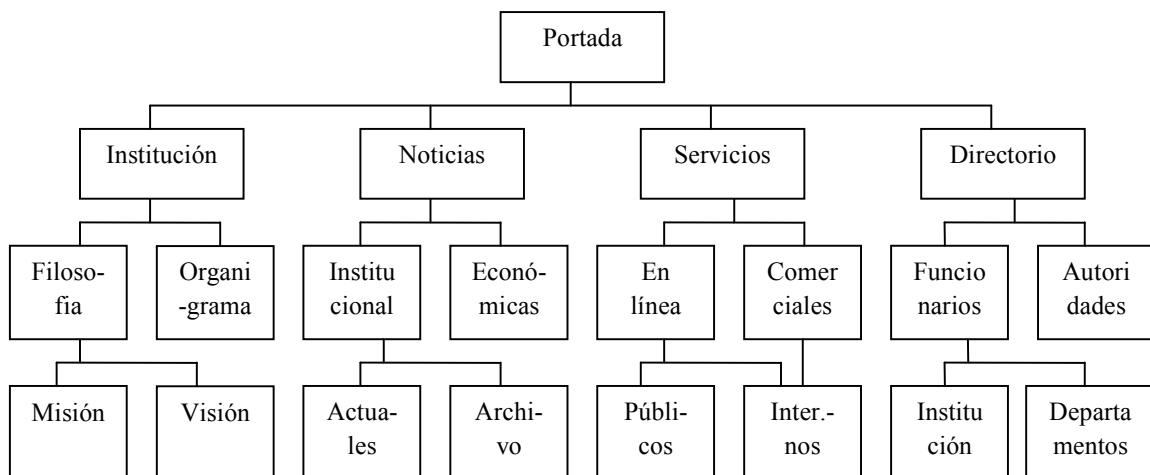 Portada
Institución
Noticias
Servicios
Directorio
Filoso-
fia
Organi
-grama
Institu
cional
Econó-
micas
En
línea
Comer
ciales
Funcio
narios
Autori
dades
Misión
Visión
Actua-
les
Archi-
vo
Públi-
cos
Inter.-
nos
Institu
ción
Departa
mentos